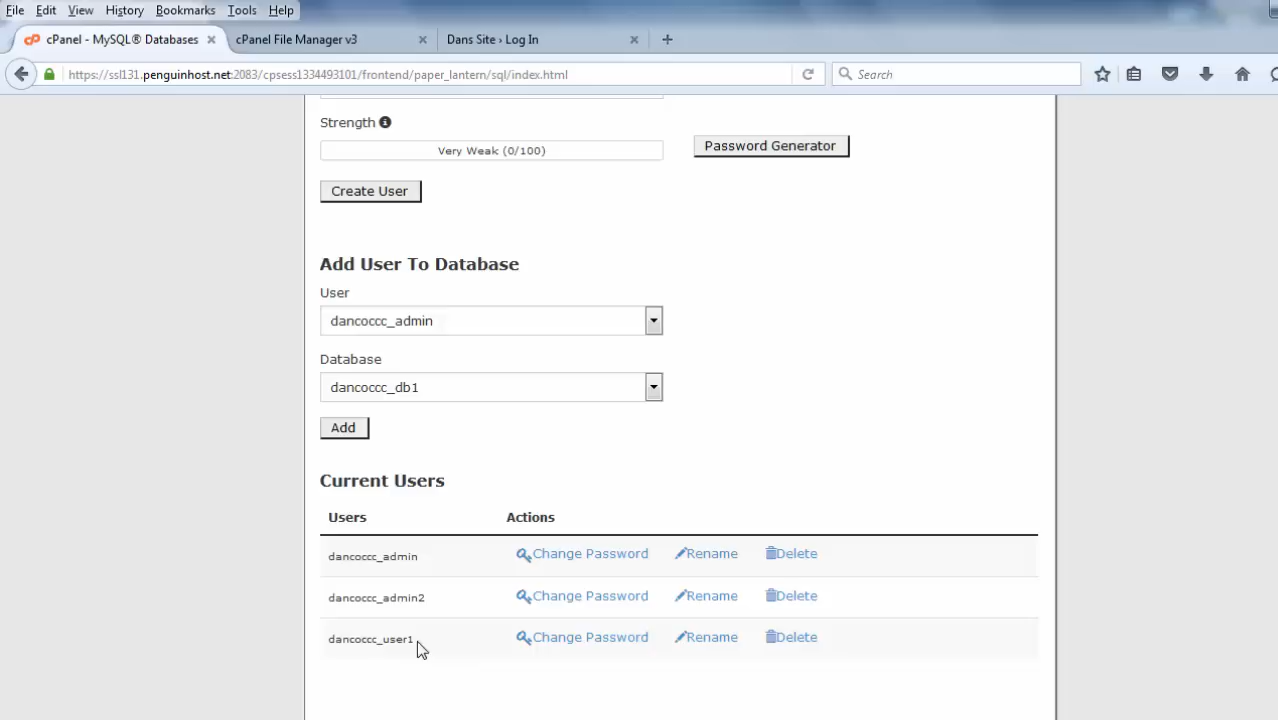 File Edit View History Bookmarks Tools Help
cPanel - MySQL® Databases × cPanel File Manager v3 × Dans Site › Log In × +
https://ssl131.penguinhost.net:2083/cpsess1334493101/frontend/paper_lantern/sql/index.html Search
Strength
Very Weak (0/100) Password Generator
Create User
Add User To Database
User
dancoccc_admin
Database
dancoccc_db1
Add
Current Users
Users Actions
dancoccc_admin Change Password Rename Delete
dancoccc_admin2 Change Password Rename Delete
dancoccc_user1 Change Password Rename Delete